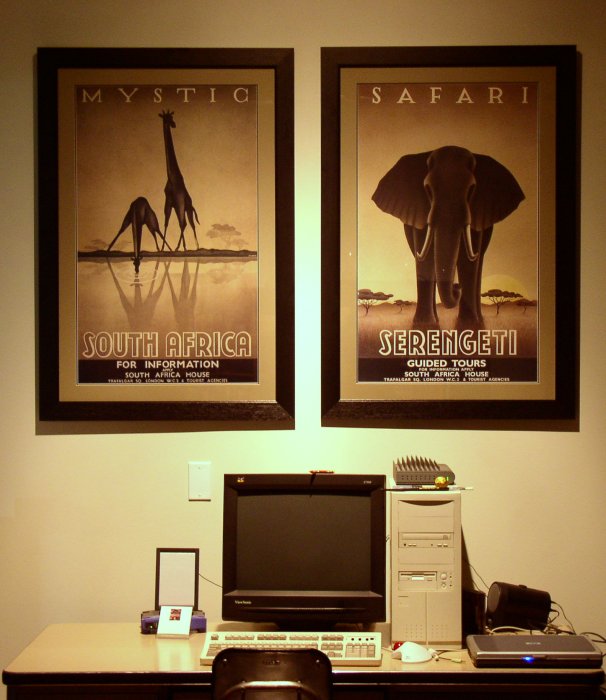 MYSTIC
SOUTH AFRICA
FOR INFORMATION
APPLY
SOUTH AFRICA HOUSE
TRAFALGAR SQ. LONDON W.C.2 & TOURIST AGENCIES
SAFARI
SERENGETI
GUIDED TOURS
FOR INFORMATION APPLY
SOUTH AFRICA HOUSE
TRAFALGAR SQ. LONDON W.C.2 & TOURIST AGENCIES
ViewSonic